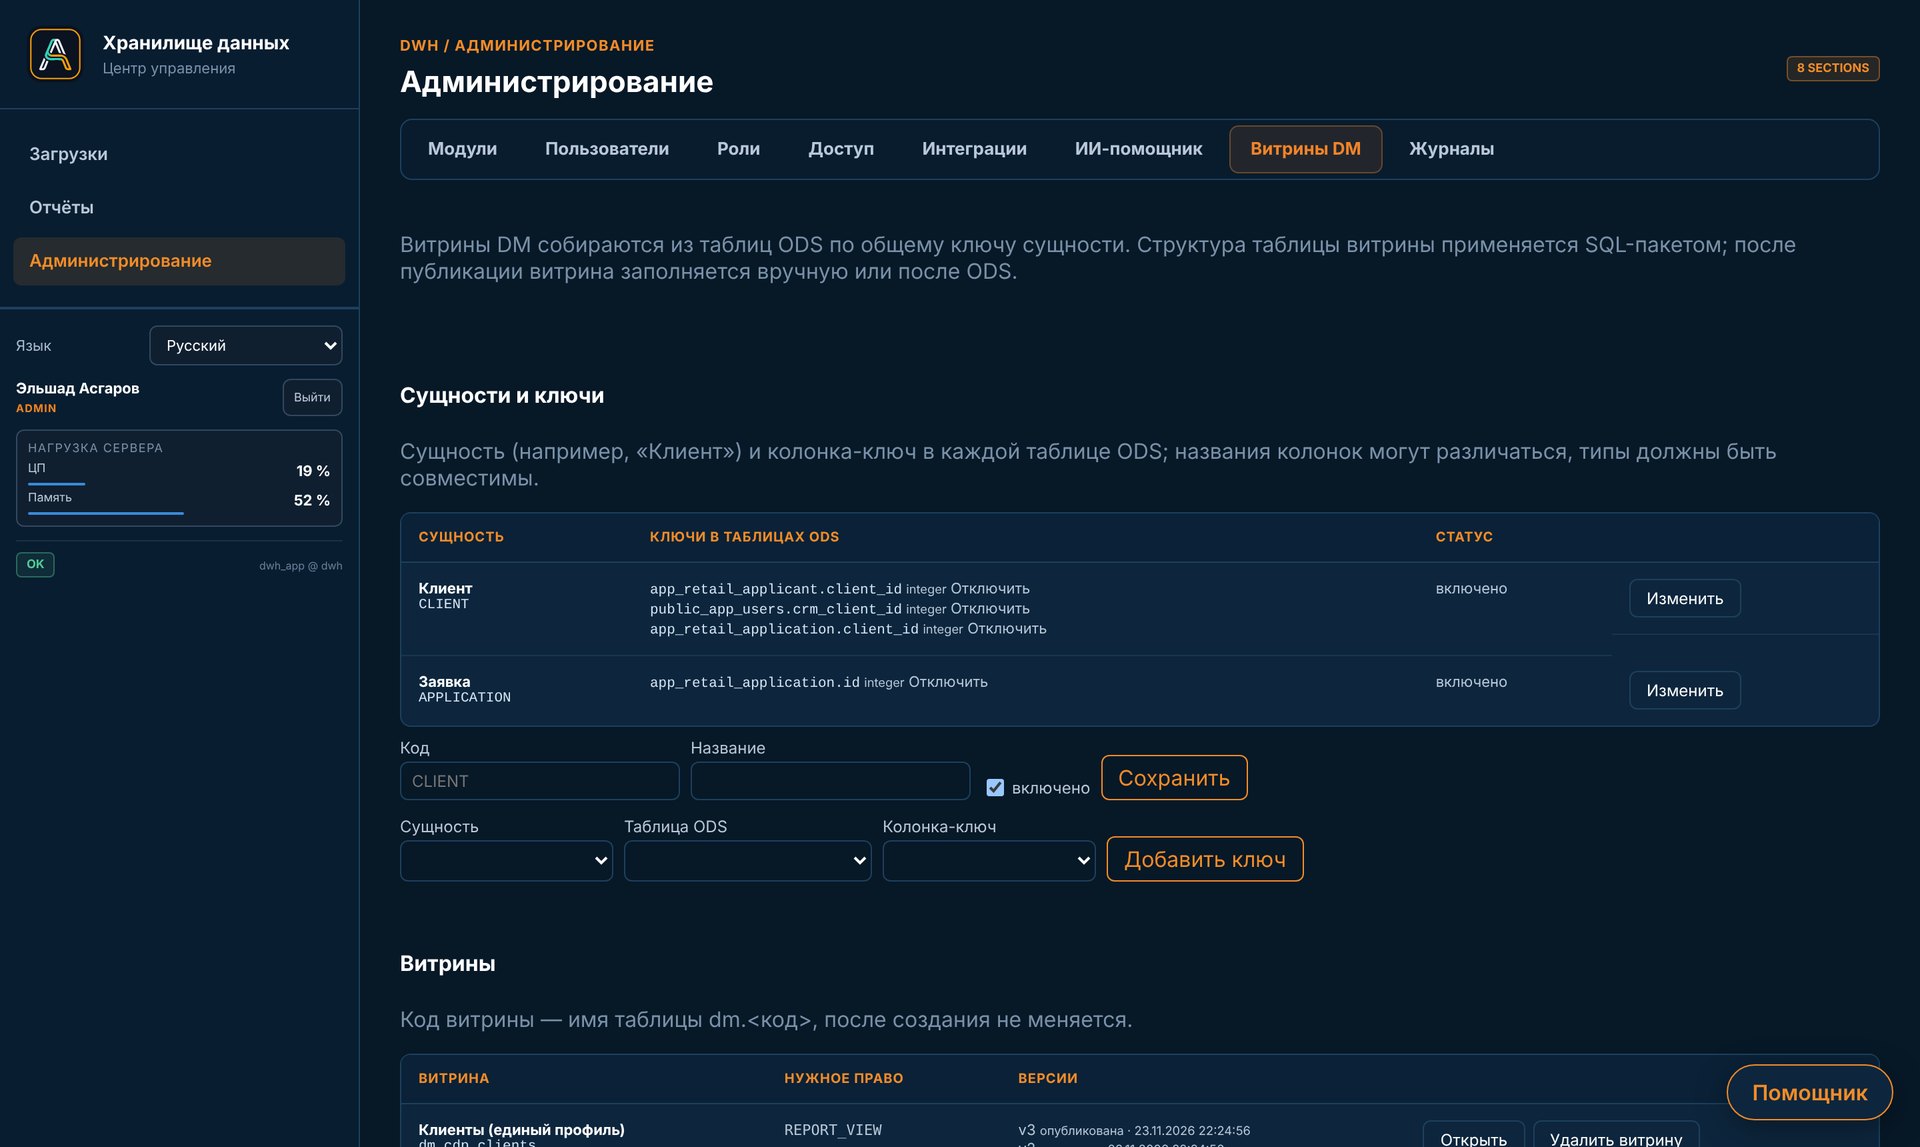 Хранилище данных
Центр управления
Загрузки
Отчёты
Администрирование
Язык
Русский
Эльшад Асгаров
ADMIN
Выйти
НАГРУЗКА СЕРВЕРА
ЦП
19 %
Память
52 %
OK
dwh_app @ dwh
DWH / АДМИНИСТРИРОВАНИЕ
Администрирование
8 SECTIONS
Модули Пользователи Роли Доступ Интеграции ИИ-помощник Витрины DM Журналы
Витрины DM собираются из таблиц ODS по общему ключу сущности. Структура таблицы витрины применяется SQL-пакетом; после
публикации витрина заполняется вручную или после ODS.
Сущности и ключи
Сущность (например, «Клиент») и колонка-ключ в каждой таблице ODS; названия колонок могут различаться, типы должны быть
совместимы.
СУЩНОСТЬ КЛЮЧИ В ТАБЛИЦАХ ODS СТАТУС
Клиент
CLIENT
app_retail_applicant.client_id integer Отключить
public_app_users.crm_client_id integer Отключить
app_retail_application.client_id integer Отключить
включено
Изменить
Заявка
APPLICATION
app_retail_application.id integer Отключить
включено
Изменить
Код
CLIENT
Название
включено
Сохранить
Сущность
Таблица ODS
Колонка-ключ
Добавить ключ
Витрины
Код витрины — имя таблицы dm.<код>, после создания не меняется.
ВИТРИНА НУЖНОЕ ПРАВО ВЕРСИИ
Клиенты (единый профиль)
dm.cdp_clients
REPORT_VIEW
v3 опубликована · 23.11.2026 22:24:56
Открыть
Удалить витрину
Помощник